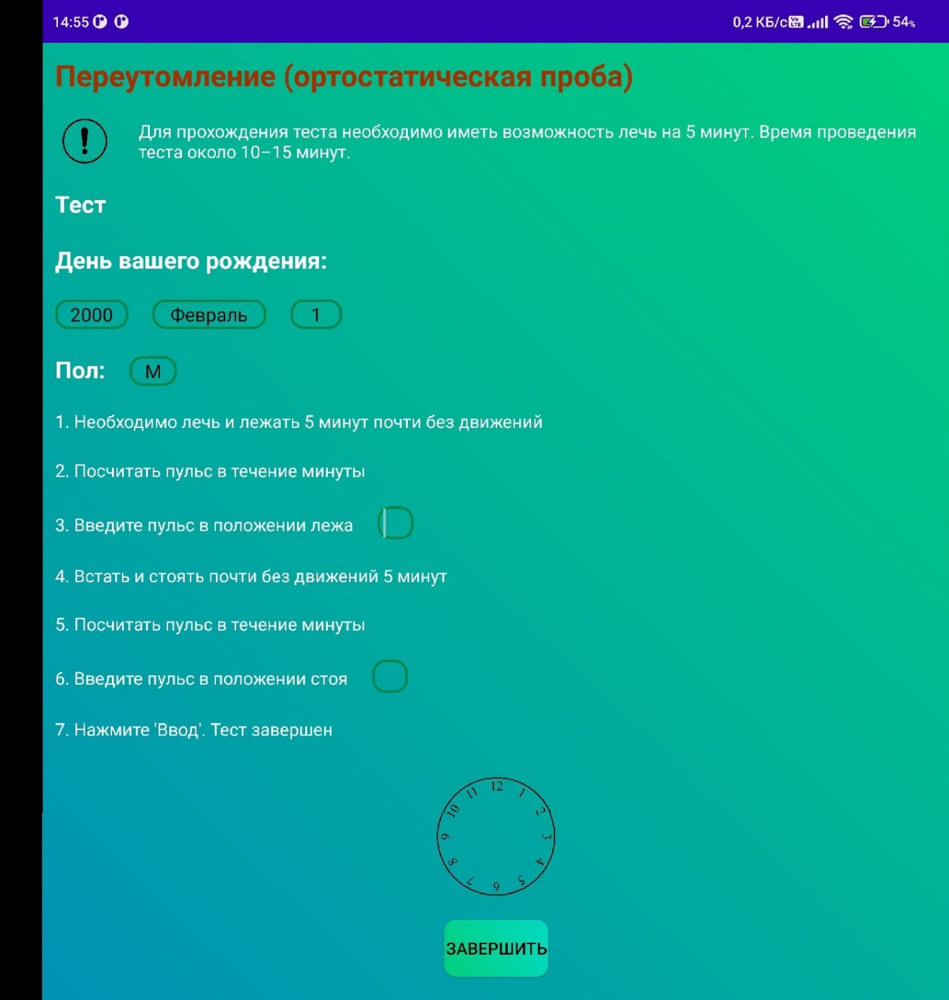 14:55
0,2 КБ/с Vo LTE 54%
Переутомление (ортостатическая проба)
Для прохождения теста необходимо иметь возможность лечь на 5 минут. Время проведения
теста около 10–15 минут.
Тест
День вашего рождения:
2000 Февраль 1
Пол: М
1. Необходимо лечь и лежать 5 минут почти без движений
2. Посчитать пульс в течение минуты
3. Введите пульс в положении лежа
4. Встать и стоять почти без движений 5 минут
5. Посчитать пульс в течение минуты
6. Введите пульс в положении стоя
7. Нажмите 'Ввод'. Тест завершен
12
1
2
3
4
5
6
7
8
9
10
11
ЗАВЕРШИТЬ